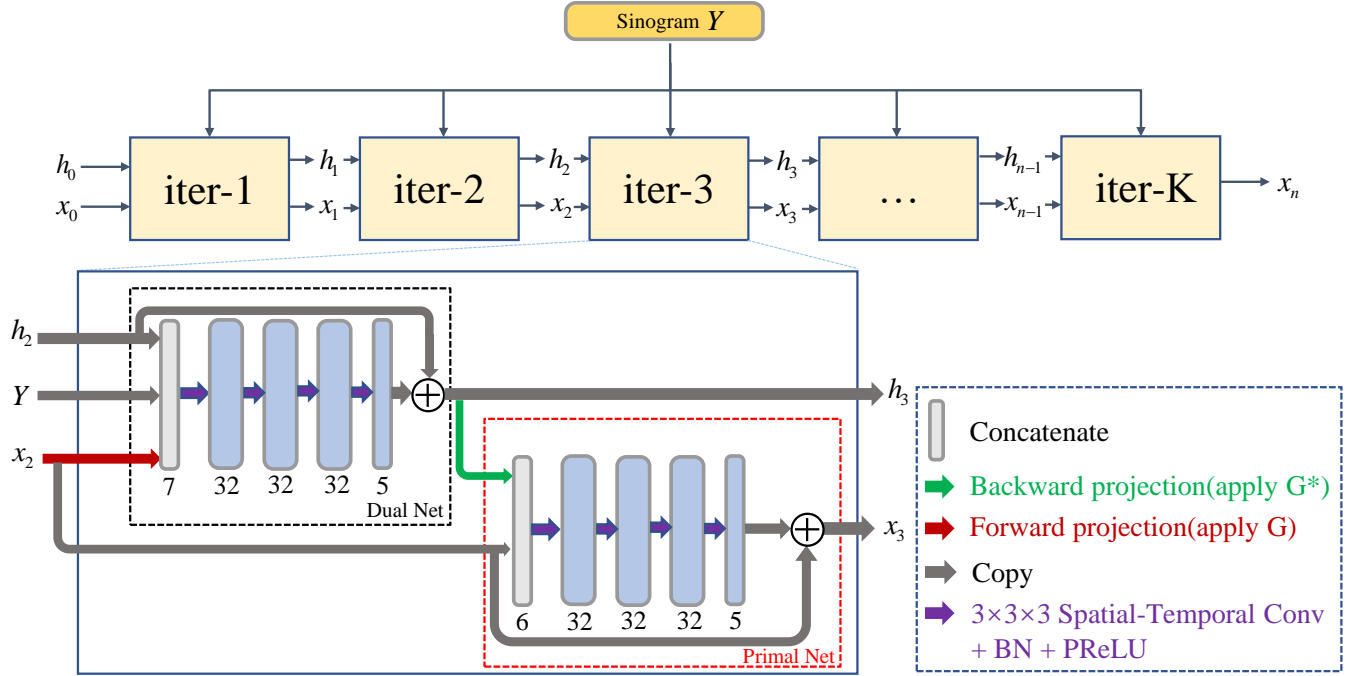 Sinogram Y
h₀
x₀
iter-1
h₁
x₁
iter-2
h₂
x₂
iter-3
h₃
x₃
...
hₙ₋₁
xₙ₋₁
iter-K
xₙ
h₂
Y
x₂
7
32
32
32
5
Dual Net
h₃
6
32
32
32
5
Primal Net
x₃
Concatenate
Backward projection(apply G*)
Forward projection(apply G)
Copy
3×3×3 Spatial-Temporal Conv
+ BN + PReLU